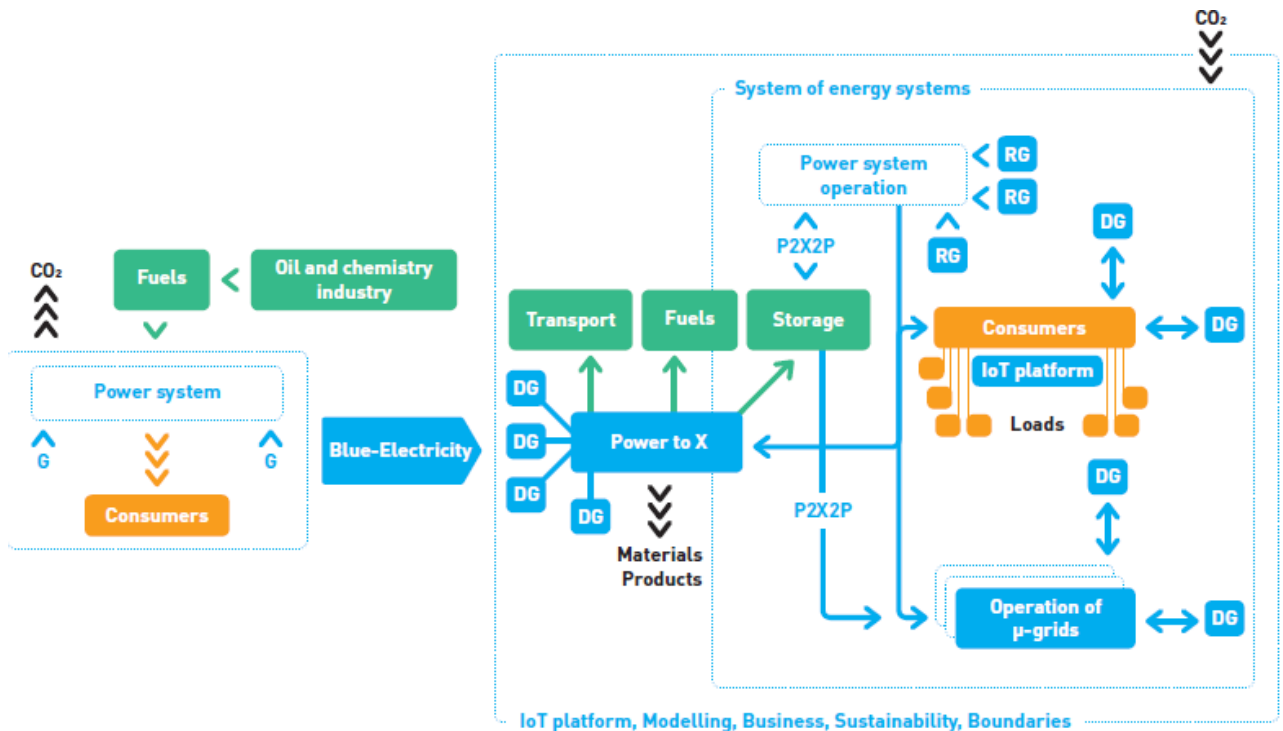 CO₂
System of energy systems
Power system
operation
RG
RG
RG
P2X2P
DG
CO₂
Fuels
Oil and chemistry
industry
Transport
Fuels
Storage
Consumers
DG
IoT platform
Loads
Power system
G
G
Consumers
Blue-Electricity
DG
DG
DG
DG
Power to X
Materials
Products
P2X2P
DG
Operation of
μ-grids
DG
IoT platform, Modelling, Business, Sustainability, Boundaries